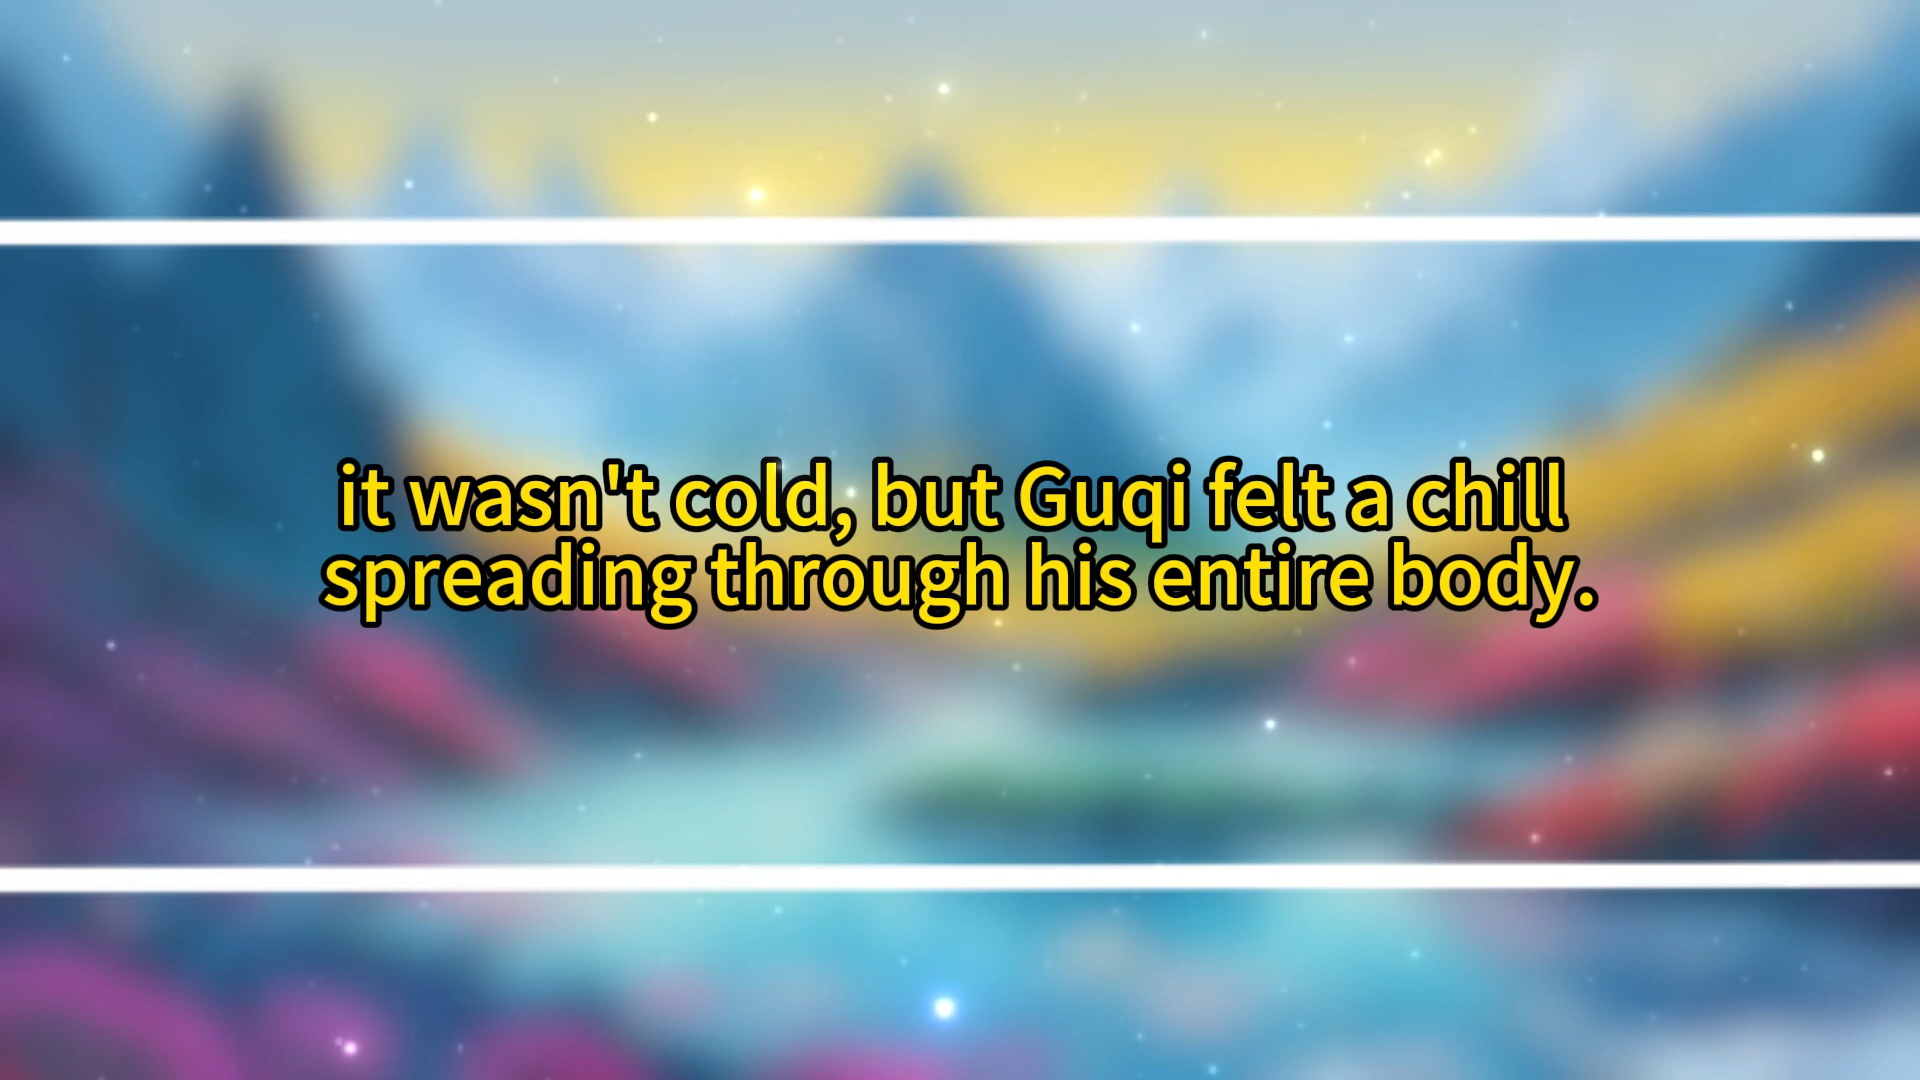 it wasn't cold, but Guqi felt a chill
spreading through his entire body.